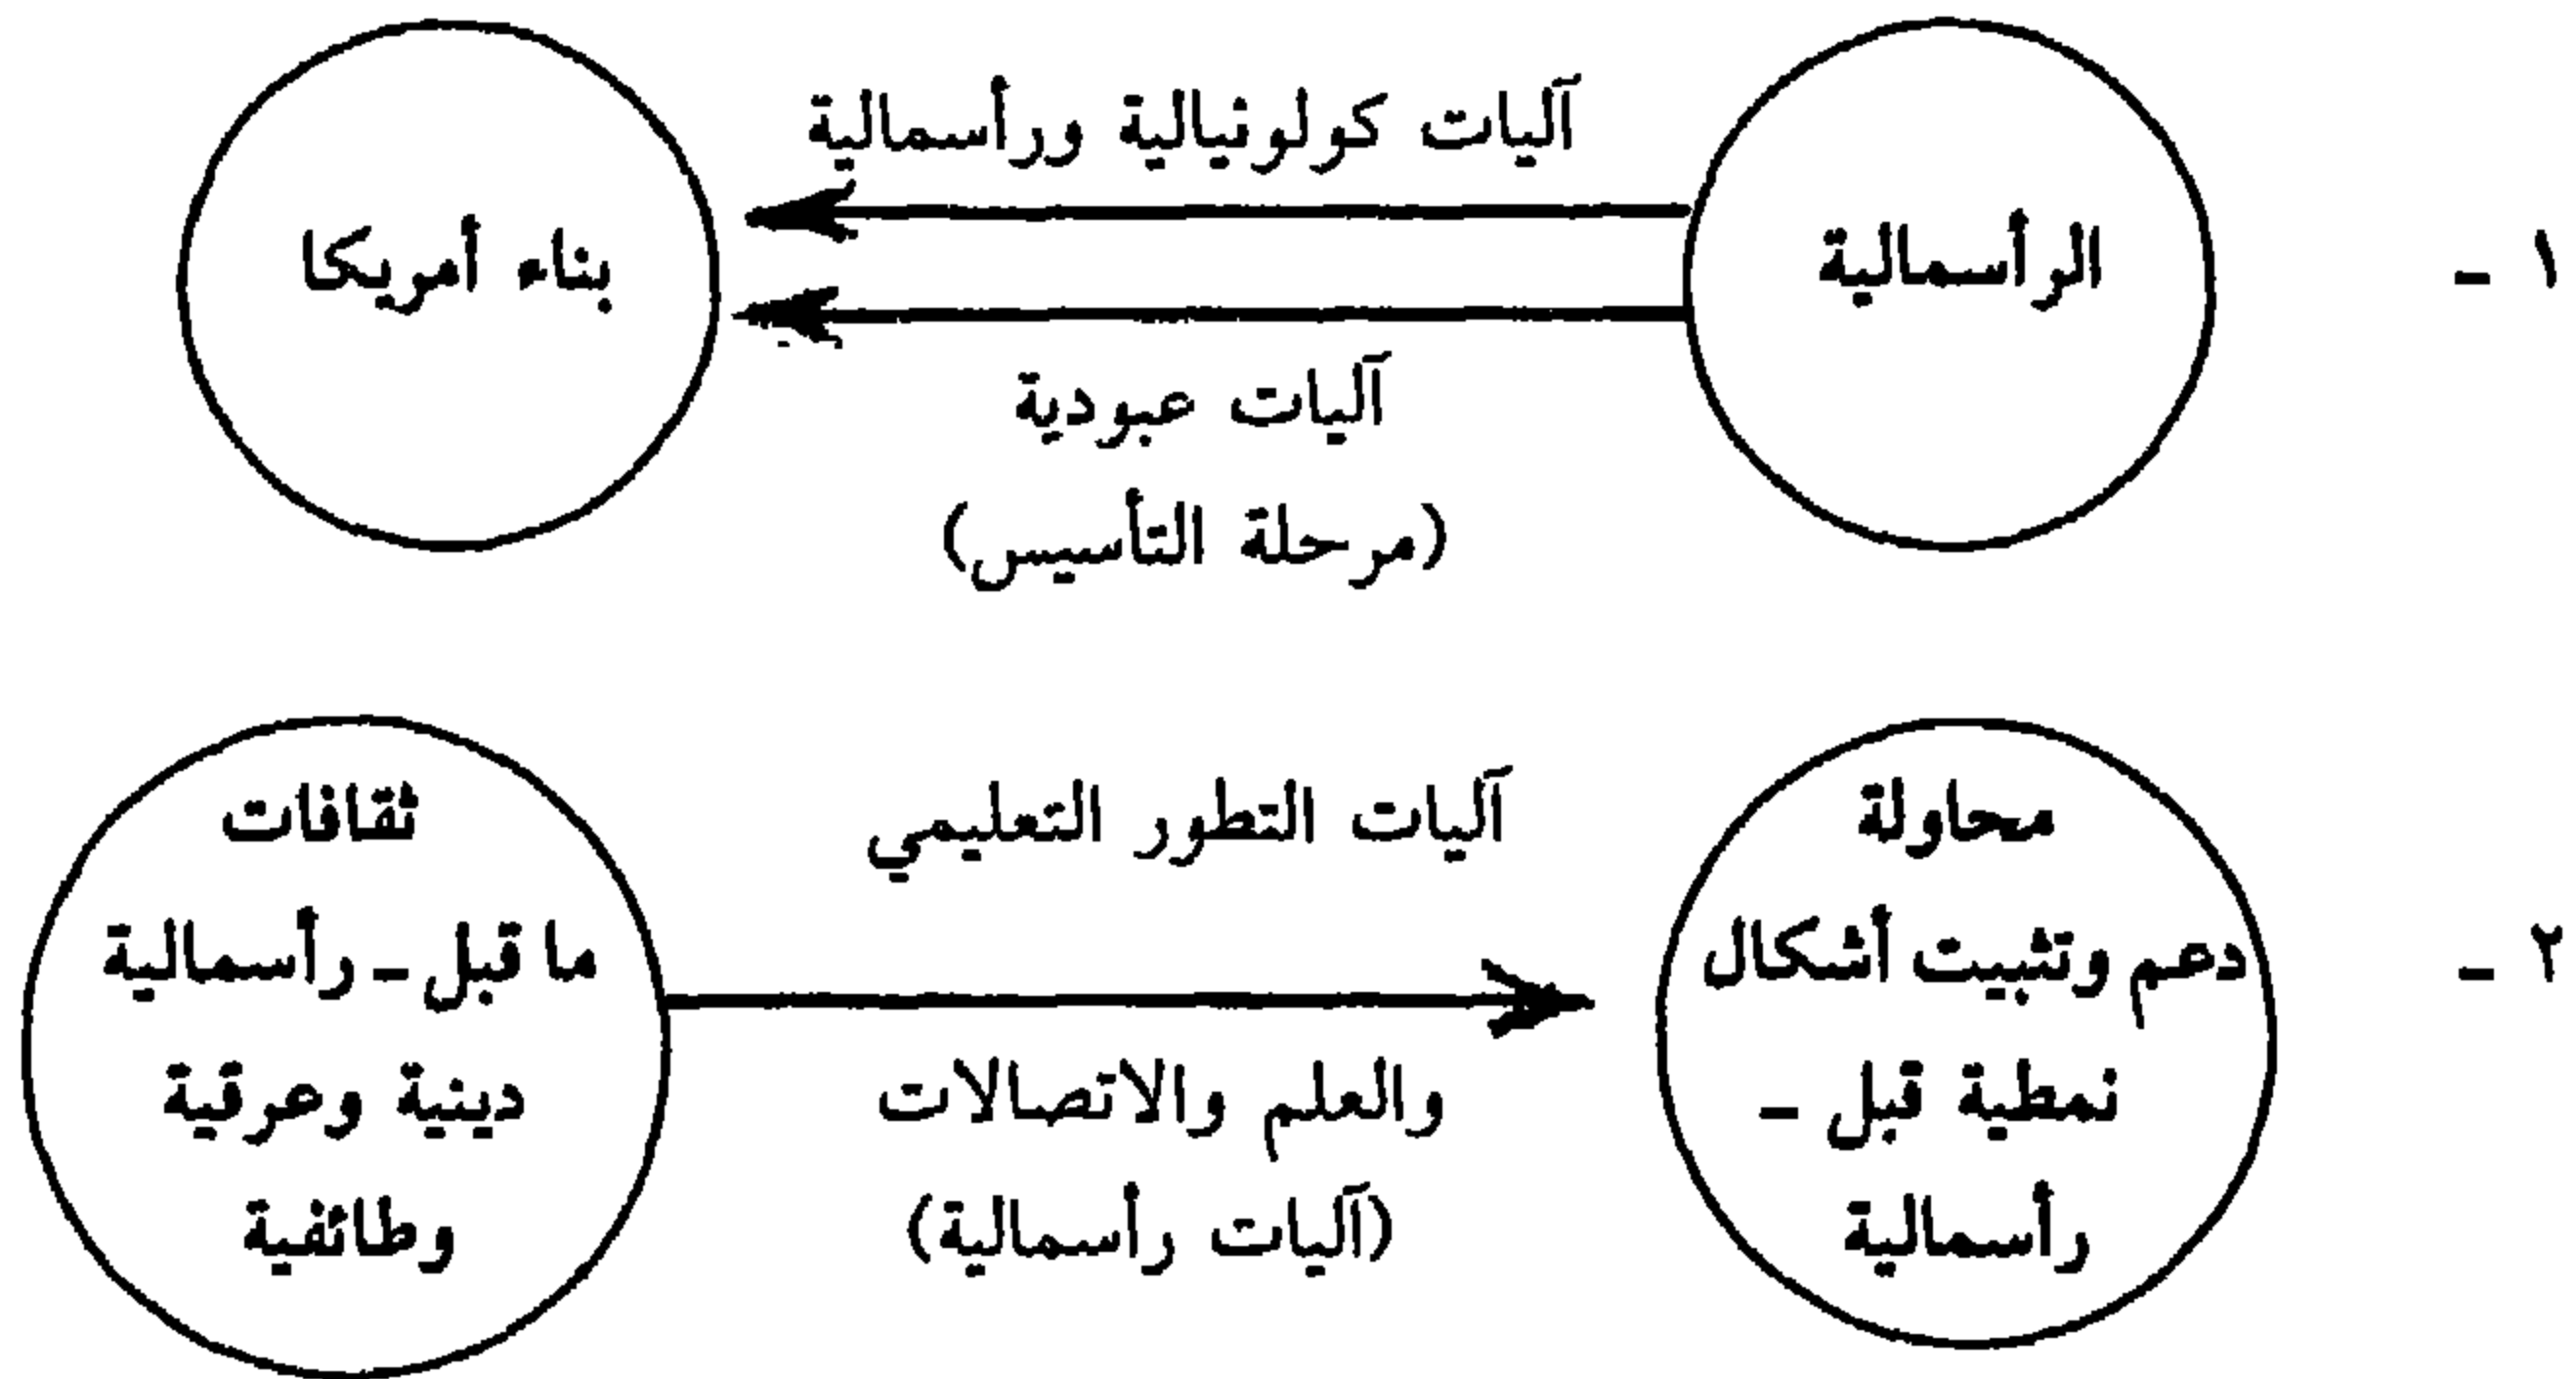 ١ -
الرأسمالية
آليات كولونيالية ورأسمالية
آليات عبودية
(مرحلة التأسيس)
بناء أمريكا
٢ -
محاولة
دعم وتثبيت أشكال
نمطية قبل -
رأسمالية
آليات التطور التعليمي
والعلم والاتصالات
(آليات رأسمالية)
ثقافات
ما قبل - رأسمالية
دينية وعرقية
وطائفية